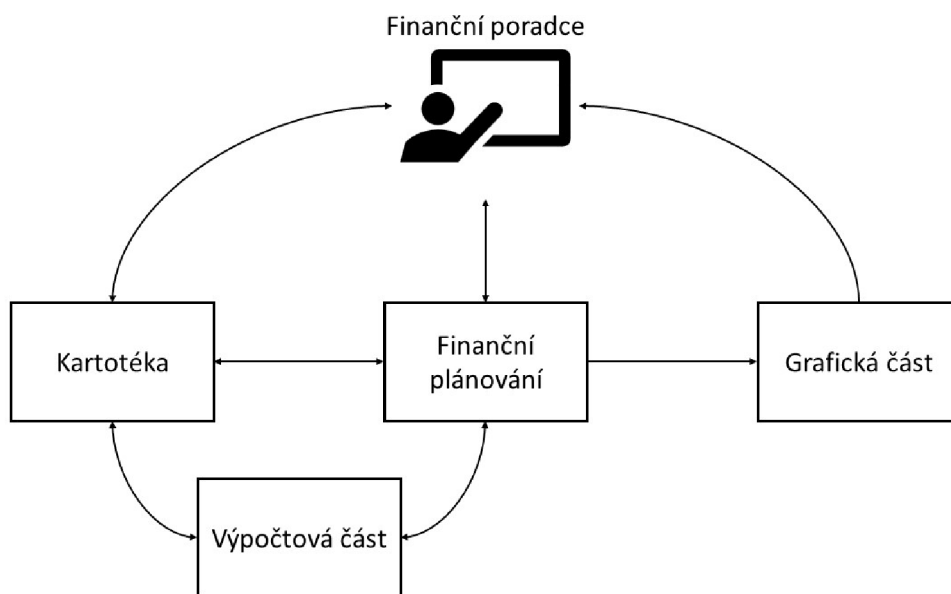 Finanční poradce
Kartotéka
Finanční
plánování
Grafická část
Výpočtová část